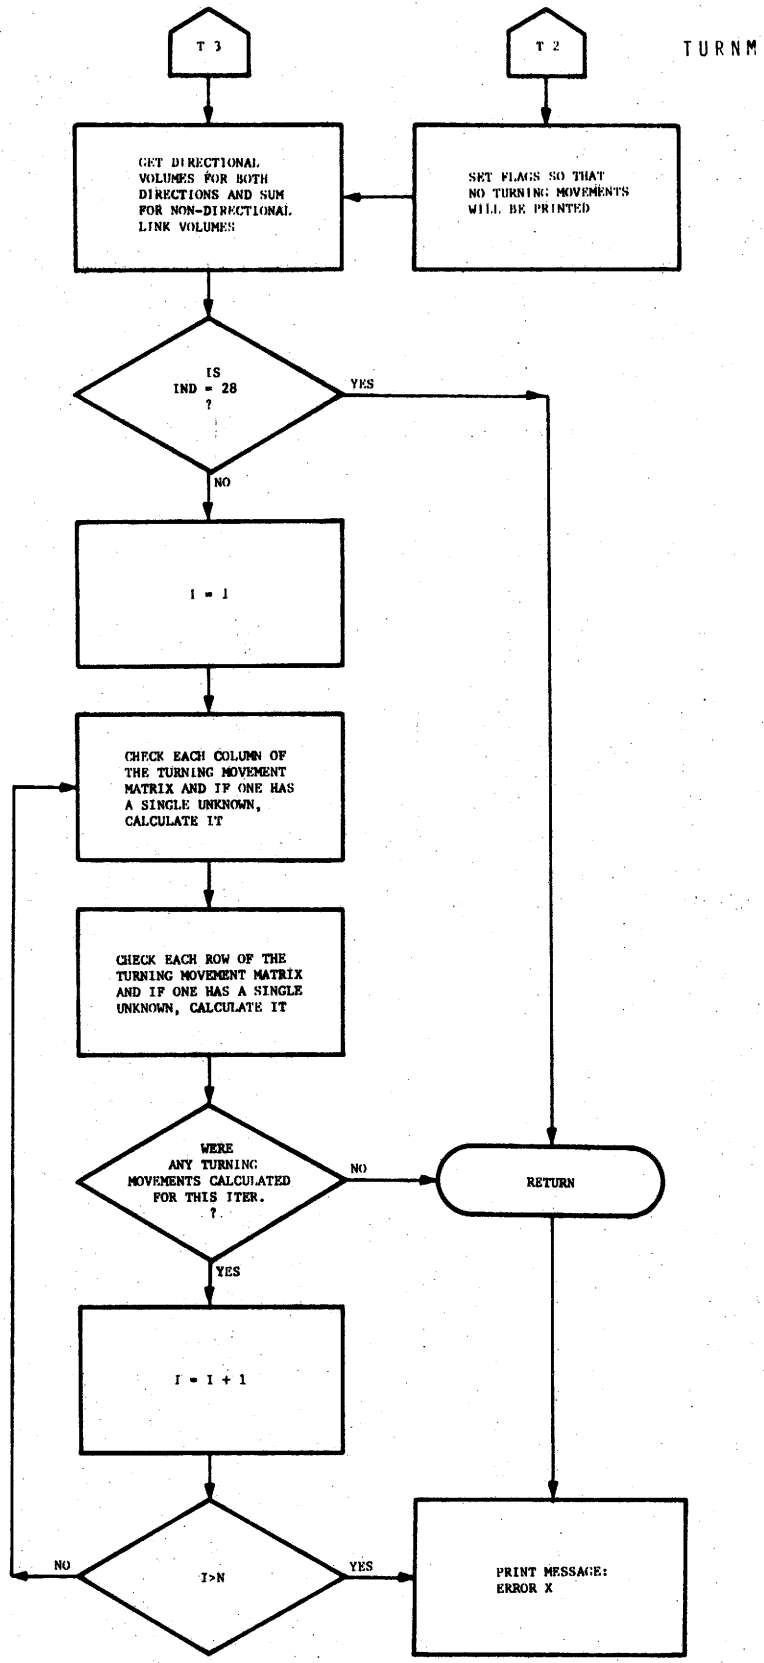 T 3
T 2
TURNM
GET DIRECTIONAL
VOLUMES FOR BOTH
DIRECTIONS AND SUM
FOR NON-DIRECTIONAL
LINK VOLUMES
SET FLAGS SO THAT
NO TURNING MOVEMENTS
WILL BE PRINTED
IS
IND = 28
?
YES
NO
I = 1
CHECK EACH COLUMN OF
THE TURNING MOVEMENT
MATRIX AND IF ONE HAS
A SINGLE UNKNOWN,
CALCULATE IT
CHECK EACH ROW OF THE
TURNING MOVEMENT MATRIX
AND IF ONE HAS A SINGLE
UNKNOWN, CALCULATE IT
WERE
ANY TURNING
MOVEMENTS CALCULATED
FOR THIS ITER.
?
NO
RETURN
YES
I = I + 1
NO
I>N
YES
PRINT MESSAGE:
ERROR X